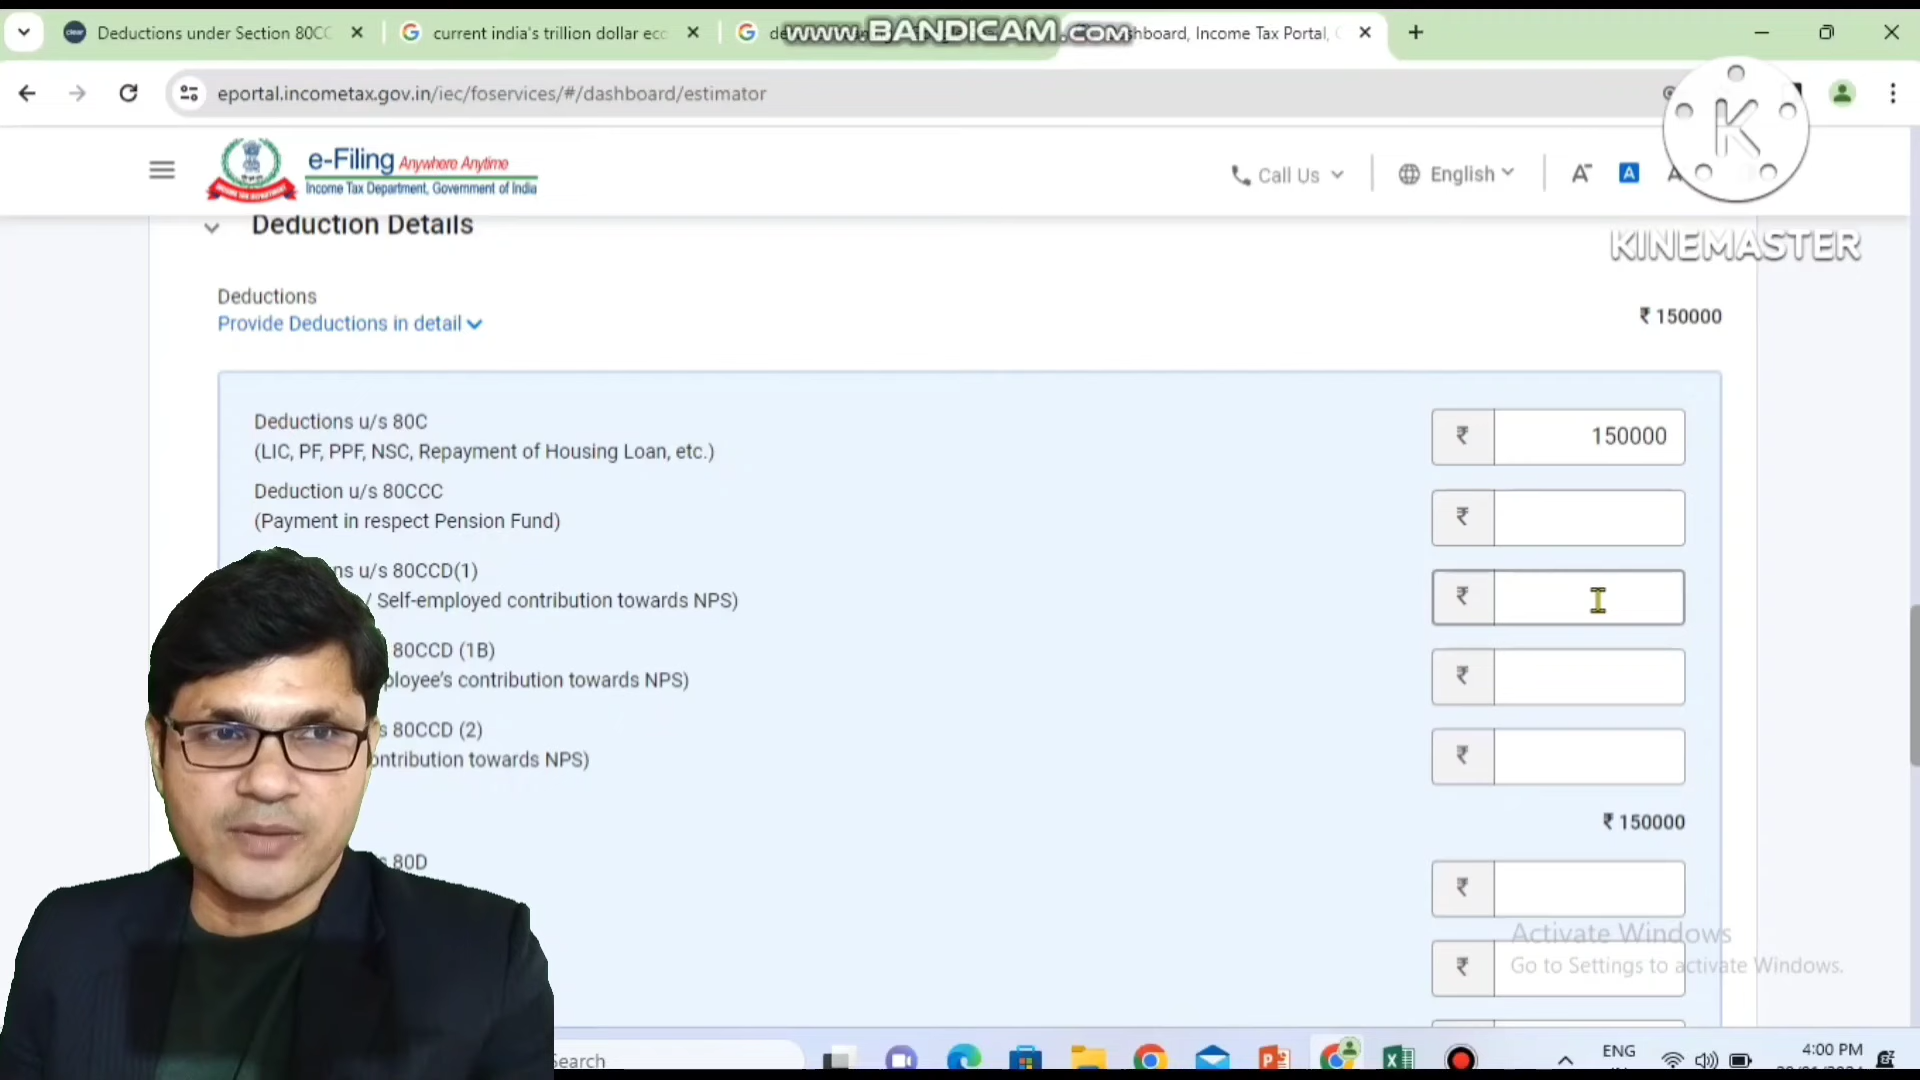 Deductions under Section 80CC
current india's trillion dollar ecc
www.BANDICAM.com
shboard, Income Tax Portal,
eportal.incometax.gov.in/iec/foservices/#/dashboard/estimator
e-Filing Anywhere Anytime
Income Tax Department, Government of India
Call Us
English
A-
A
K
KINEMASTER
Deduction Details
Deductions
Provide Deductions in detail
₹ 150000
Deductions u/s 80C
(LIC, PF, PPF, NSC, Repayment of Housing Loan, etc.)
₹ 150000
Deduction u/s 80CCC
(Payment in respect Pension Fund)
₹
ns u/s 80CCD(1)
/ Self-employed contribution towards NPS)
₹
80CCD (1B)
ployee's contribution towards NPS)
₹
s 80CCD (2)
ontribution towards NPS)
₹
₹ 150000
s 80D
₹
₹
Activate Windows
Go to Settings to activate Windows.
Search
ENG
4:00 PM